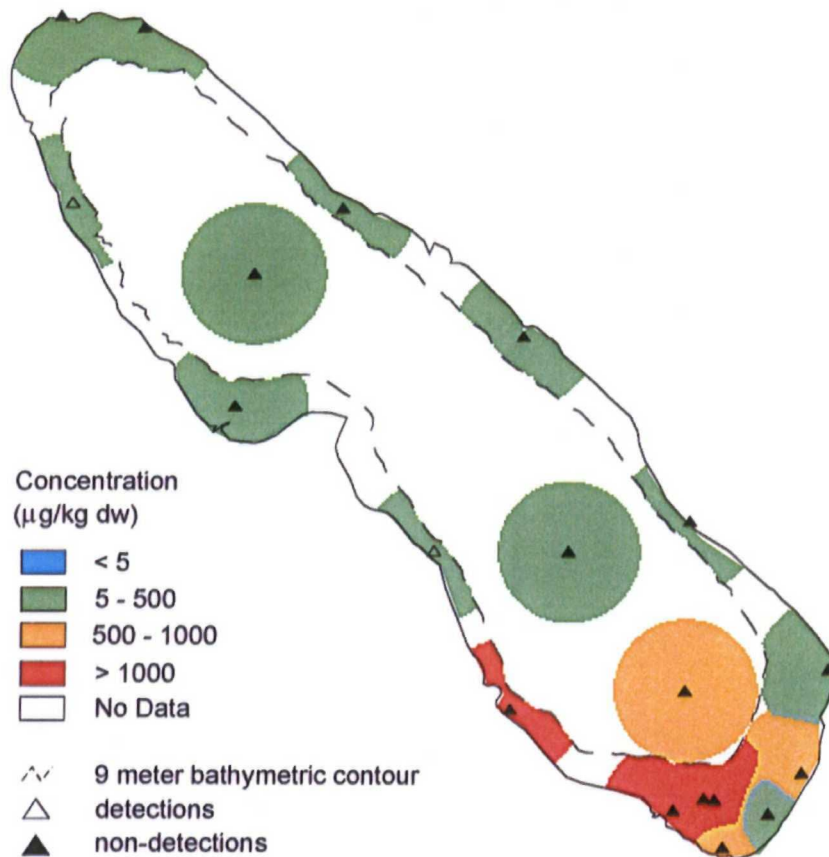 Concentration
(µg/kg dw)
< 5
5 - 500
500 - 1000
> 1000
No Data
9 meter bathymetric contour
detections
non-detections